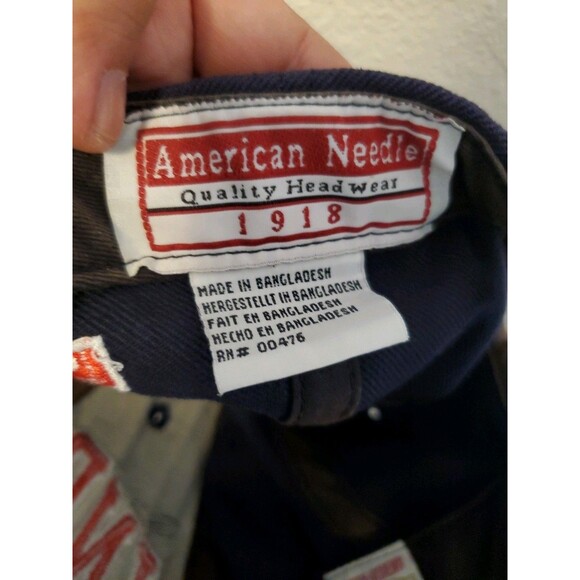 American Needle
Quality Head Wear
1918
MADE IN BANGLADESH
HERGESTELLT IN BANGLADESH
FAIT EN BANGLADESH
HECHO EN BANGLADESH
RN# 00476